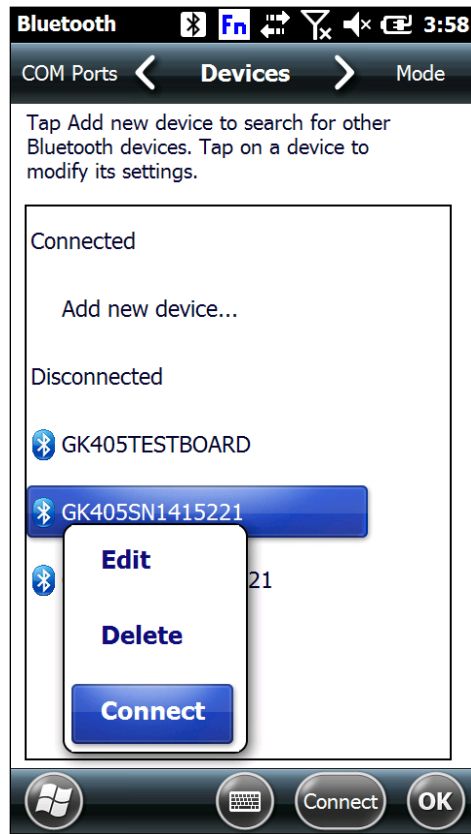 Bluetooth Fn 3:58
COM Ports Devices Mode
Tap Add new device to search for other
Bluetooth devices. Tap on a device to
modify its settings.
Connected
Add new device...
Disconnected
GK405TESTBOARD
GK405SN1415221
21
Edit
Delete
Connect
Connect OK